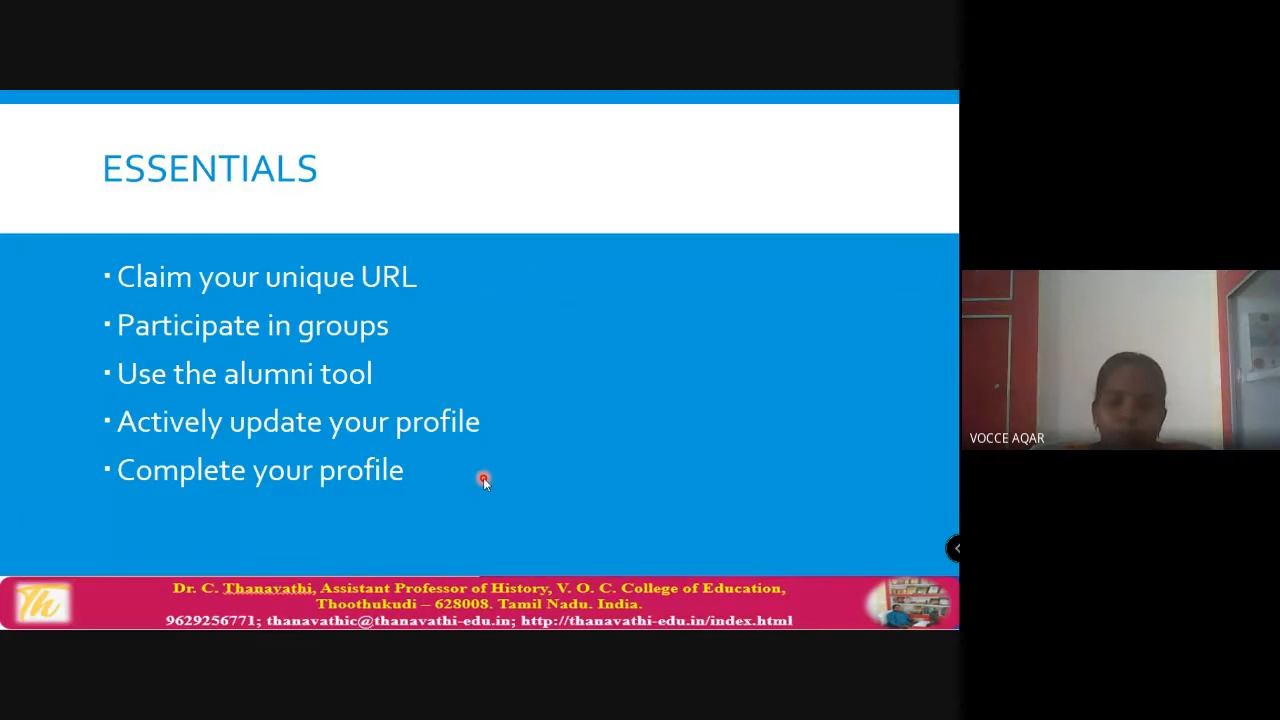 ESSENTIALS
▪ Claim your unique URL
▪ Participate in groups
▪ Use the alumni tool
▪ Actively update your profile
▪ Complete your profile
VOCCE AQAR
Th
Dr. C. Thanavathi, Assistant Professor of History, V. O. C. College of Education,
Thoothukudi – 628008. Tamil Nadu. India.
9629256771; thanavathic@thanavathi-edu.in; http://thanavathi-edu.in/index.html